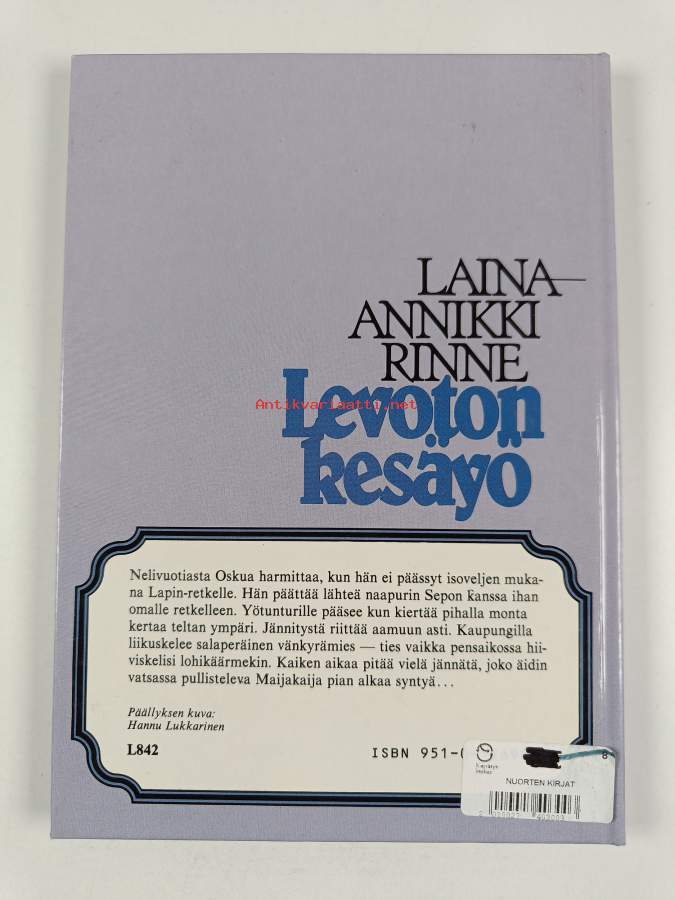 LAINA-
ANNIKKI
RINNE
Levoton
Antikvariaatti.net
kesäyö
Nelivuotiasta Oskua harmittaa, kun hän ei päässyt isoveljen muka-
na Lapin-retkelle. Hän päättää lähteä naapurin Sepon kanssa ihan
omalle retkelleen. Yötunturille pääsee kun kiertää pihalla monta
kertaa teltan ympäri. Jännitystä riittää aamuun asti. Kaupungilla
liikuskelee salaperäinen vänkyrämies — ties vaikka pensaikossa hii-
viskelisi lohikäärmekin. Kaiken aikaa pitää vielä jännätä, joko äidin
vatsassa pullisteleva Maijakaija pian alkaa syntyä...
Päällyksen kuva:
Hannu Lukkarinen
L842
ISBN 951-
8
NUORTEN KIRJAT